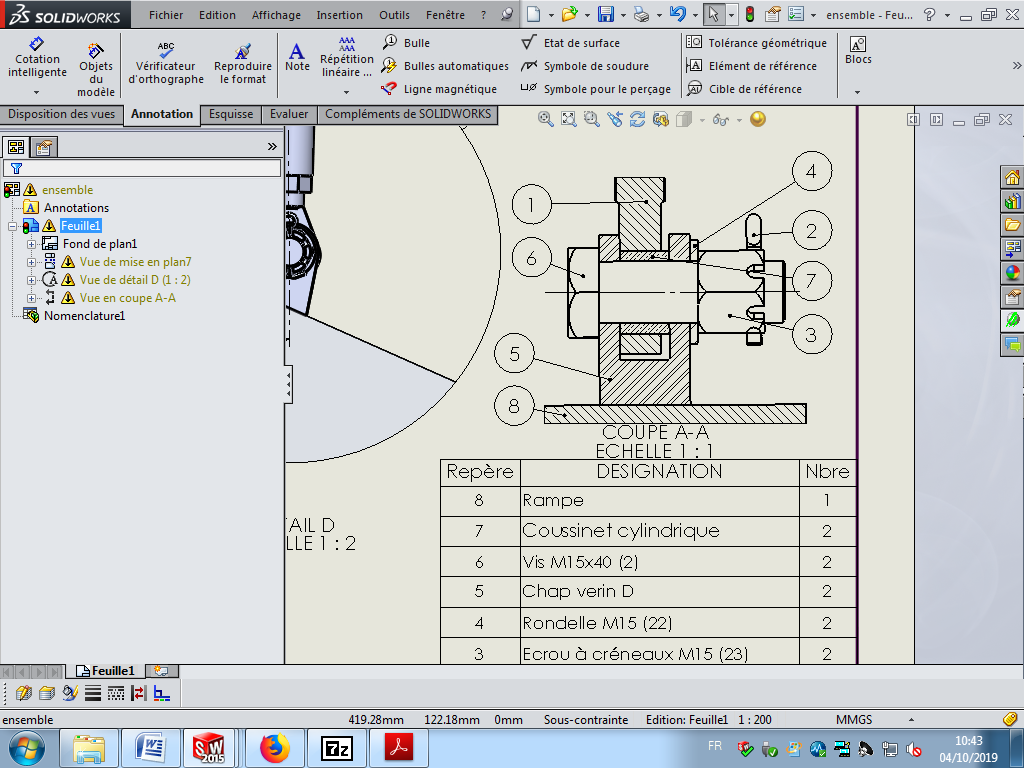 SOLIDWORKS Fichier Edition Affichage Insertion Outils Fenêtre ? ensemble - Feu... ?
Cotation intelligente
Objets du modèle
ABC
Vérificateur d'orthographe
Reproduire le format
A
Note
AAA
AAA
AAA
Répétition linéaire ...
Bulle
Bulles automatiques
Ligne magnétique
Etat de surface
Symbole de soudure
Symbole pour le perçage
Tolérance géométrique
Elément de référence
Cible de référence
A
Blocs
Disposition des vues Annotation Esquisse Evaluer Compléments de SOLIDWORKS
ensemble
Annotations
Feuille1
Fond de plan1
Vue de mise en plan7
Vue de détail D (1 : 2)
Vue en coupe A-A
Nomenclature1
4
1
2
6
7
3
5
8
COUPE A-A
ECHELLE 1 : 1
AIL D
LLE 1 : 2
Repère DESIGNATION Nbre
8 Rampe 1
7 Coussinet cylindrique 2
6 Vis M15x40 (2) 2
5 Chap verin D 2
4 Rondelle M15 (22) 2
3 Ecrou à créneaux M15 (23) 2
Feuille1
ensemble 419.28mm 122.18mm 0mm Sous-contrainte Edition: Feuille1 1 : 200 MMGS
W
SW
2015
7z
FR
10:43
04/10/2019